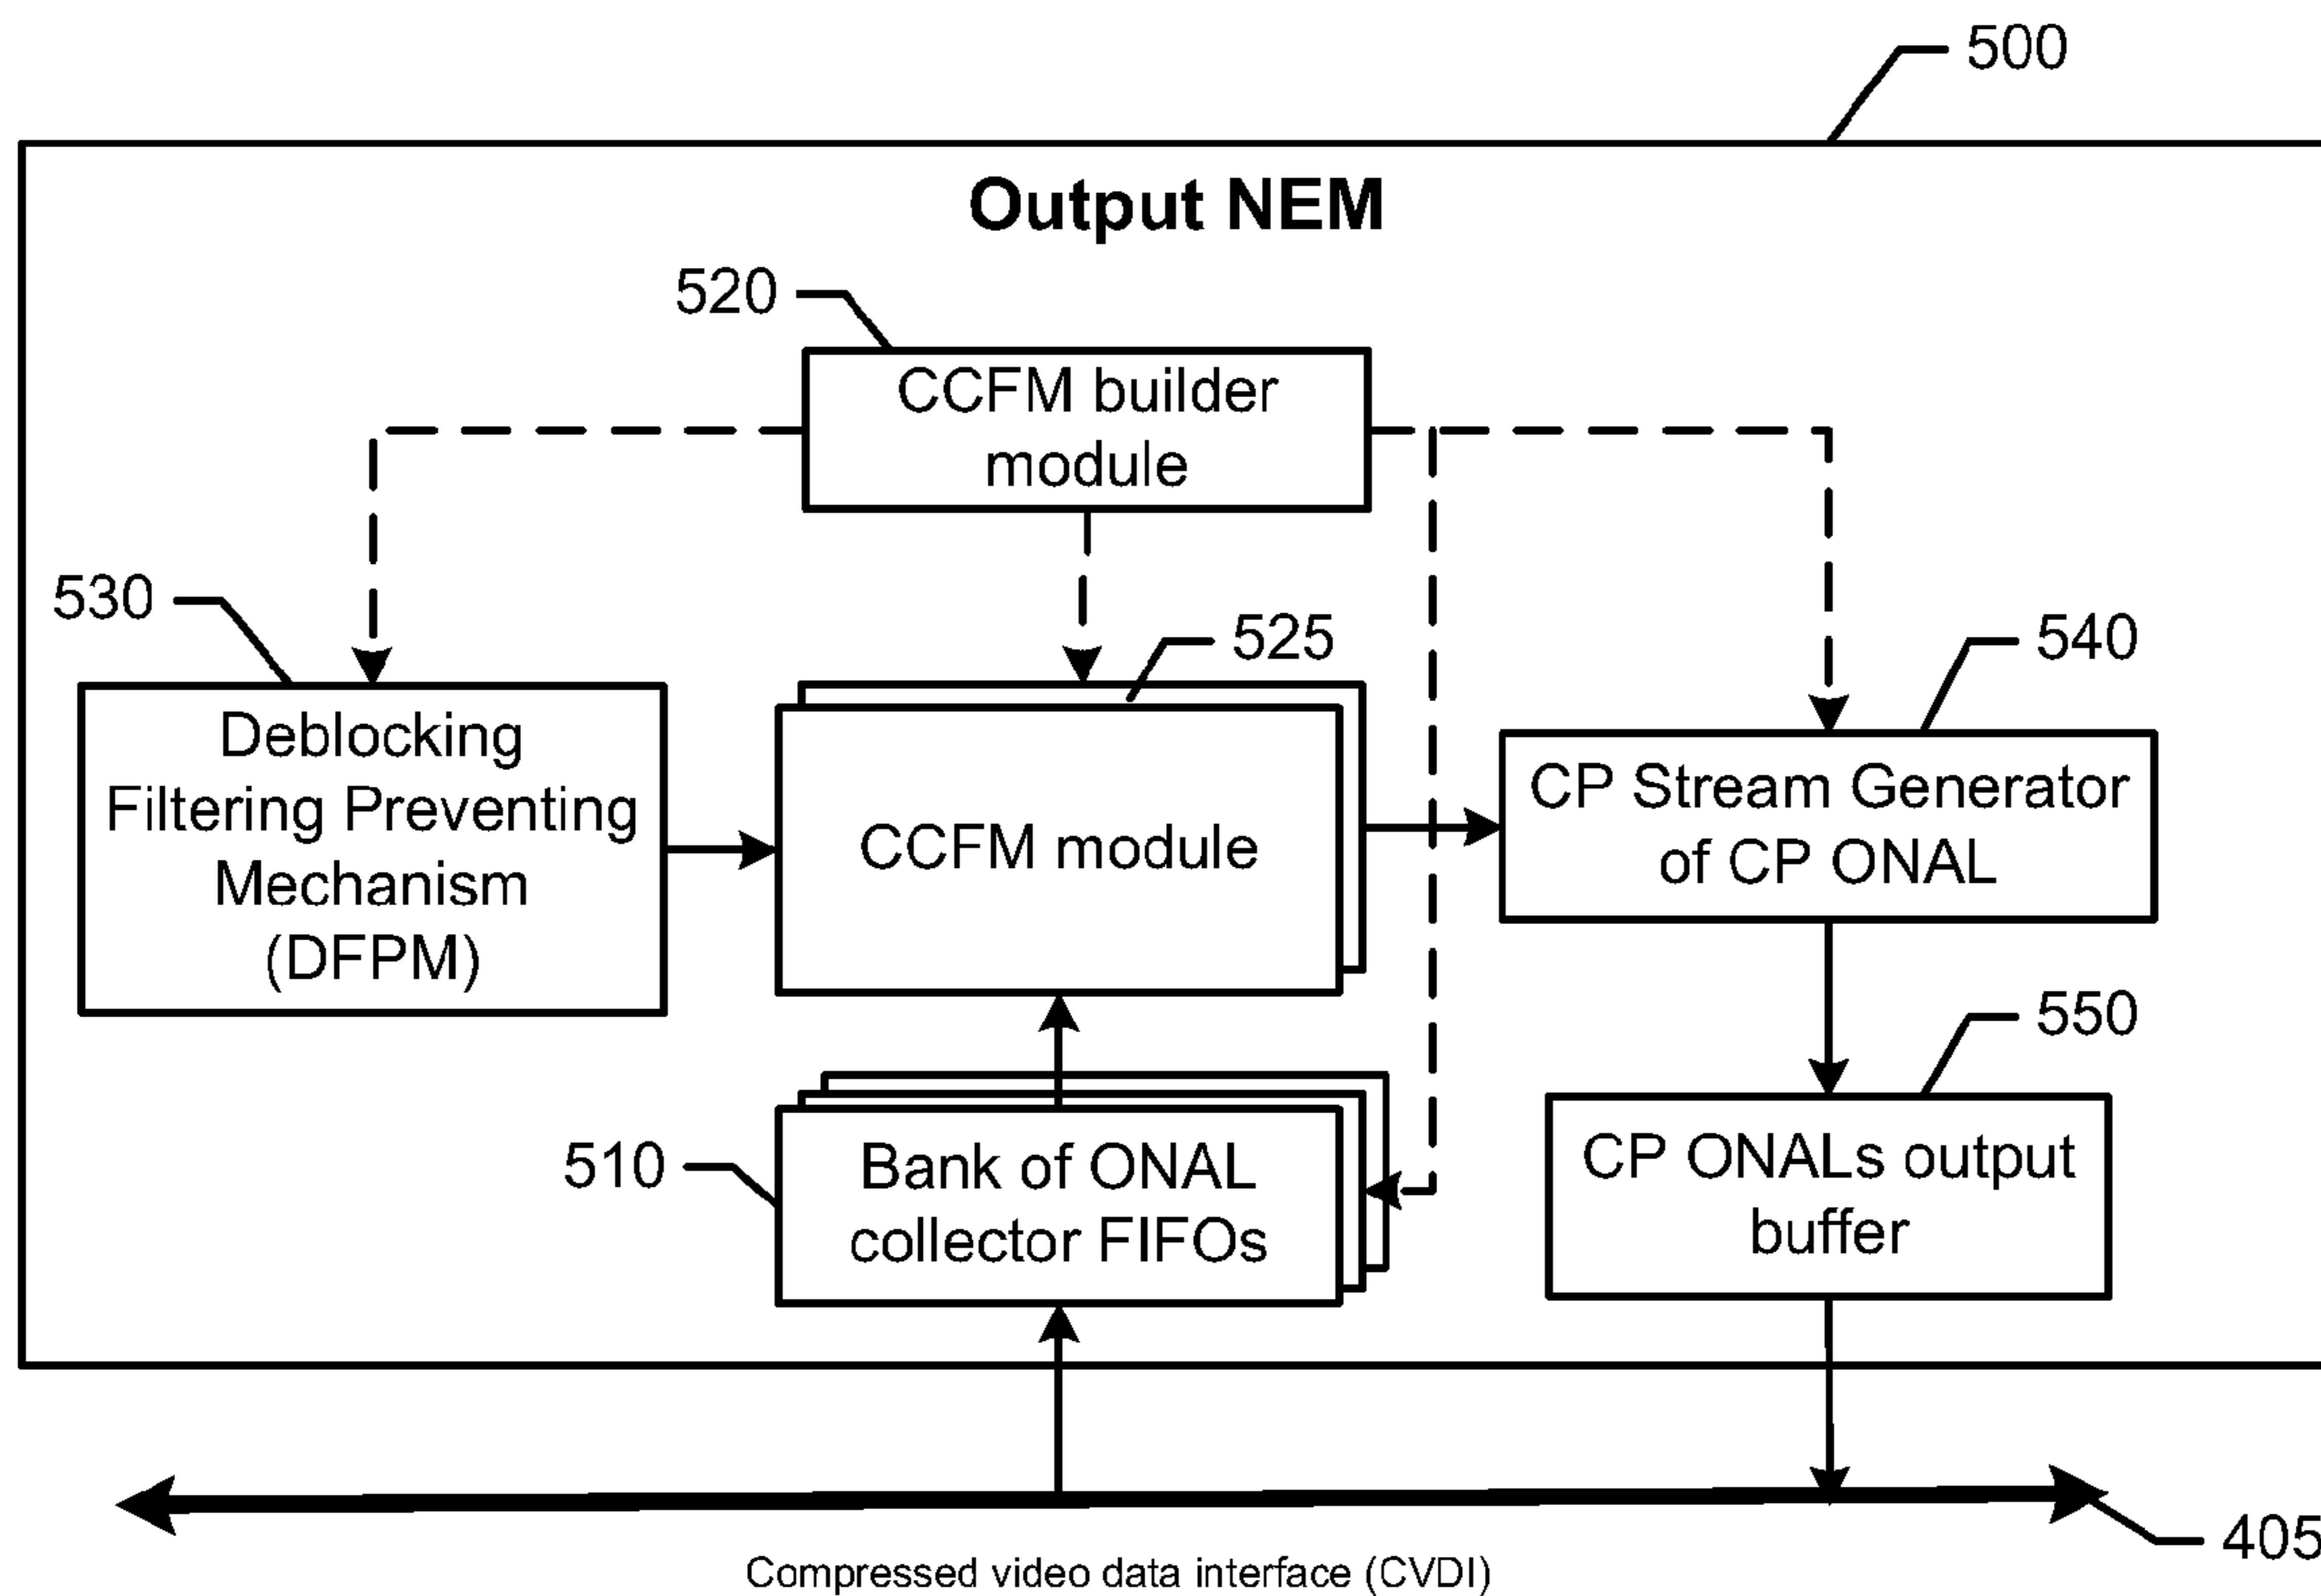 500
Output NEM
520
CCFM builder
module
530
525
540
Deblocking
Filtering Preventing
Mechanism
(DFPM)
CCFM module
CP Stream Generator
of CP ONAL
550
510
Bank of ONAL
collector FIFOs
CP ONALs output
buffer
405
Compressed video data interface (CVDI)